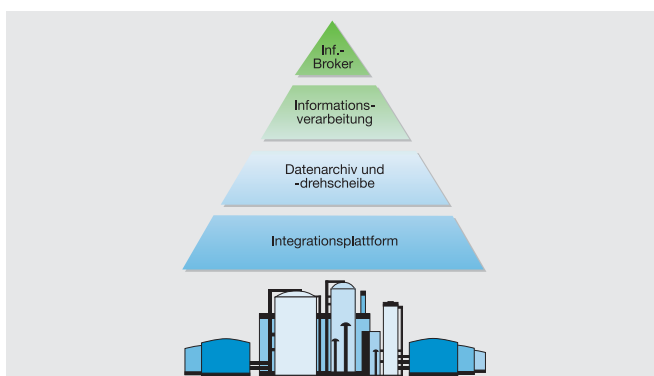 Inf.-
Broker
Informations-
verarbeitung
Datenarchiv und
-drehscheibe
Integrationsplattform